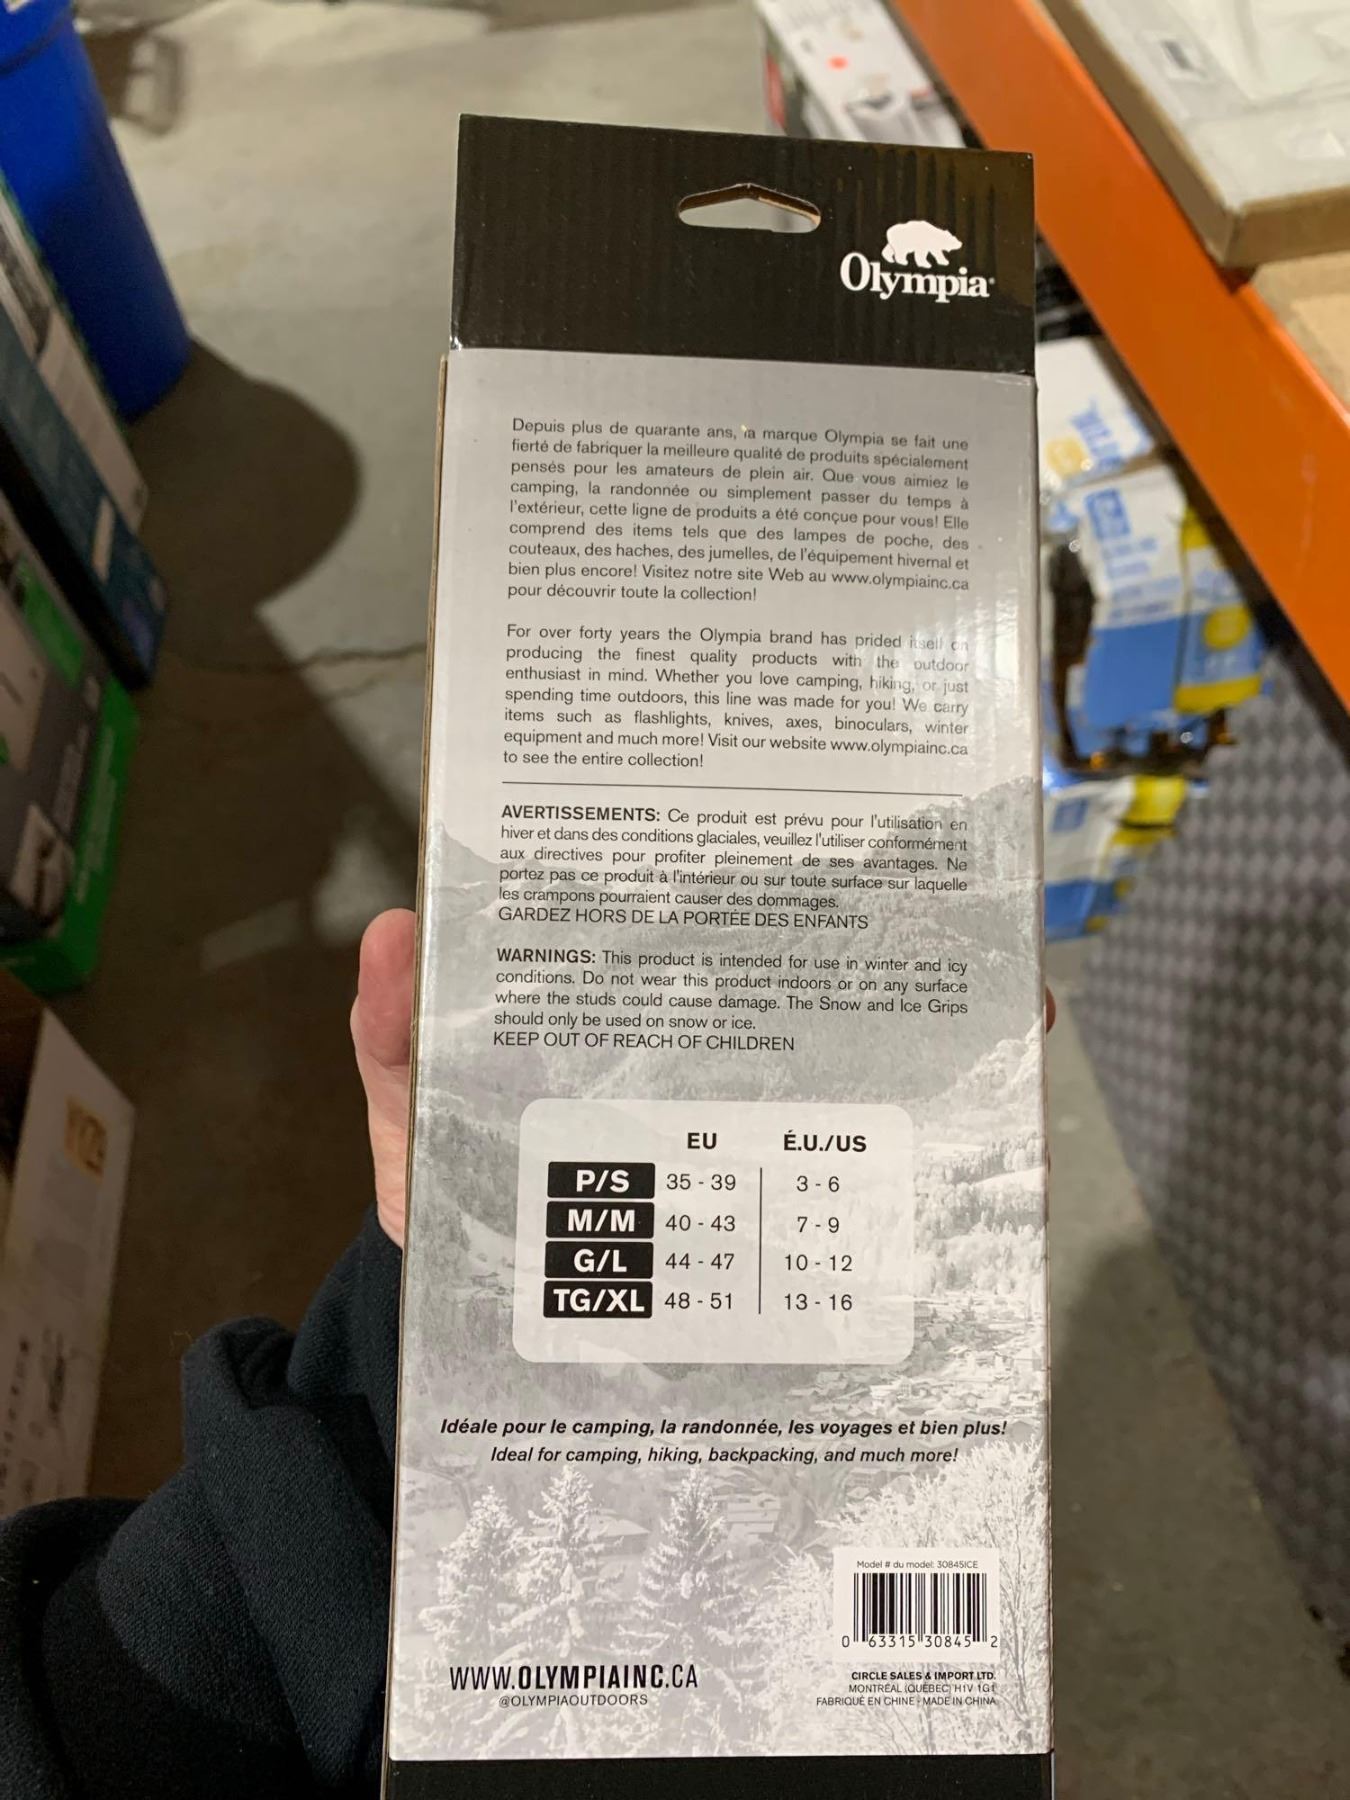 Olympia
Depuis plus de quarante ans, la marque Olympia se fait une
fierté de fabriquer la meilleure qualité de produits spécialement
pensés pour les amateurs de plein air. Que vous aimiez le
camping, la randonnée ou simplement passer du temps à
l'extérieur, cette ligne de produits a été conçue pour vous! Elle
comprend des items tels que des lampes de poche, des
couteaux, des haches, des jumelles, de l'équipement hivernal et
bien plus encore! Visitez notre site Web au www.olympiainc.ca
pour découvrir toute la collection!
For over forty years the Olympia brand has prided itself on
producing the finest quality products with the outdoor
enthusiast in mind. Whether you love camping, hiking, or just
spending time outdoors, this line was made for you! We carry
items such as flashlights, knives, axes, binoculars, winter
equipment and much more! Visit our website www.olympiainc.ca
to see the entire collection!
AVERTISSEMENTS: Ce produit est prévu pour l'utilisation en
hiver et dans des conditions glaciales, veuillez l'utiliser conformément
aux directives pour profiter pleinement de ses avantages. Ne
portez pas ce produit à l'intérieur ou sur toute surface sur laquelle
les crampons pourraient causer des dommages.
GARDEZ HORS DE LA PORTÉE DES ENFANTS
WARNINGS: This product is intended for use in winter and icy
conditions. Do not wear this product indoors or on any surface
where the studs could cause damage. The Snow and Ice Grips
should only be used on snow or ice.
KEEP OUT OF REACH OF CHILDREN
EU É.U./US
P/S 35 - 39 3 - 6
M/M 40 - 43 7 - 9
G/L 44 - 47 10 - 12
TG/XL 48 - 51 13 - 16
Idéale pour le camping, la randonnée, les voyages et bien plus!
Ideal for camping, hiking, backpacking, and much more!
Model # du model: 30845ICE
0 63315 30845 2
WWW.OLYMPIAINC.CA
@OLYMPIAOUTDOORS
CIRCLE SALES & IMPORT LTD.
MONTRÉAL (QUÉBEC) H1V 1G1
FABRIQUÉ EN CHINE - MADE IN CHINA